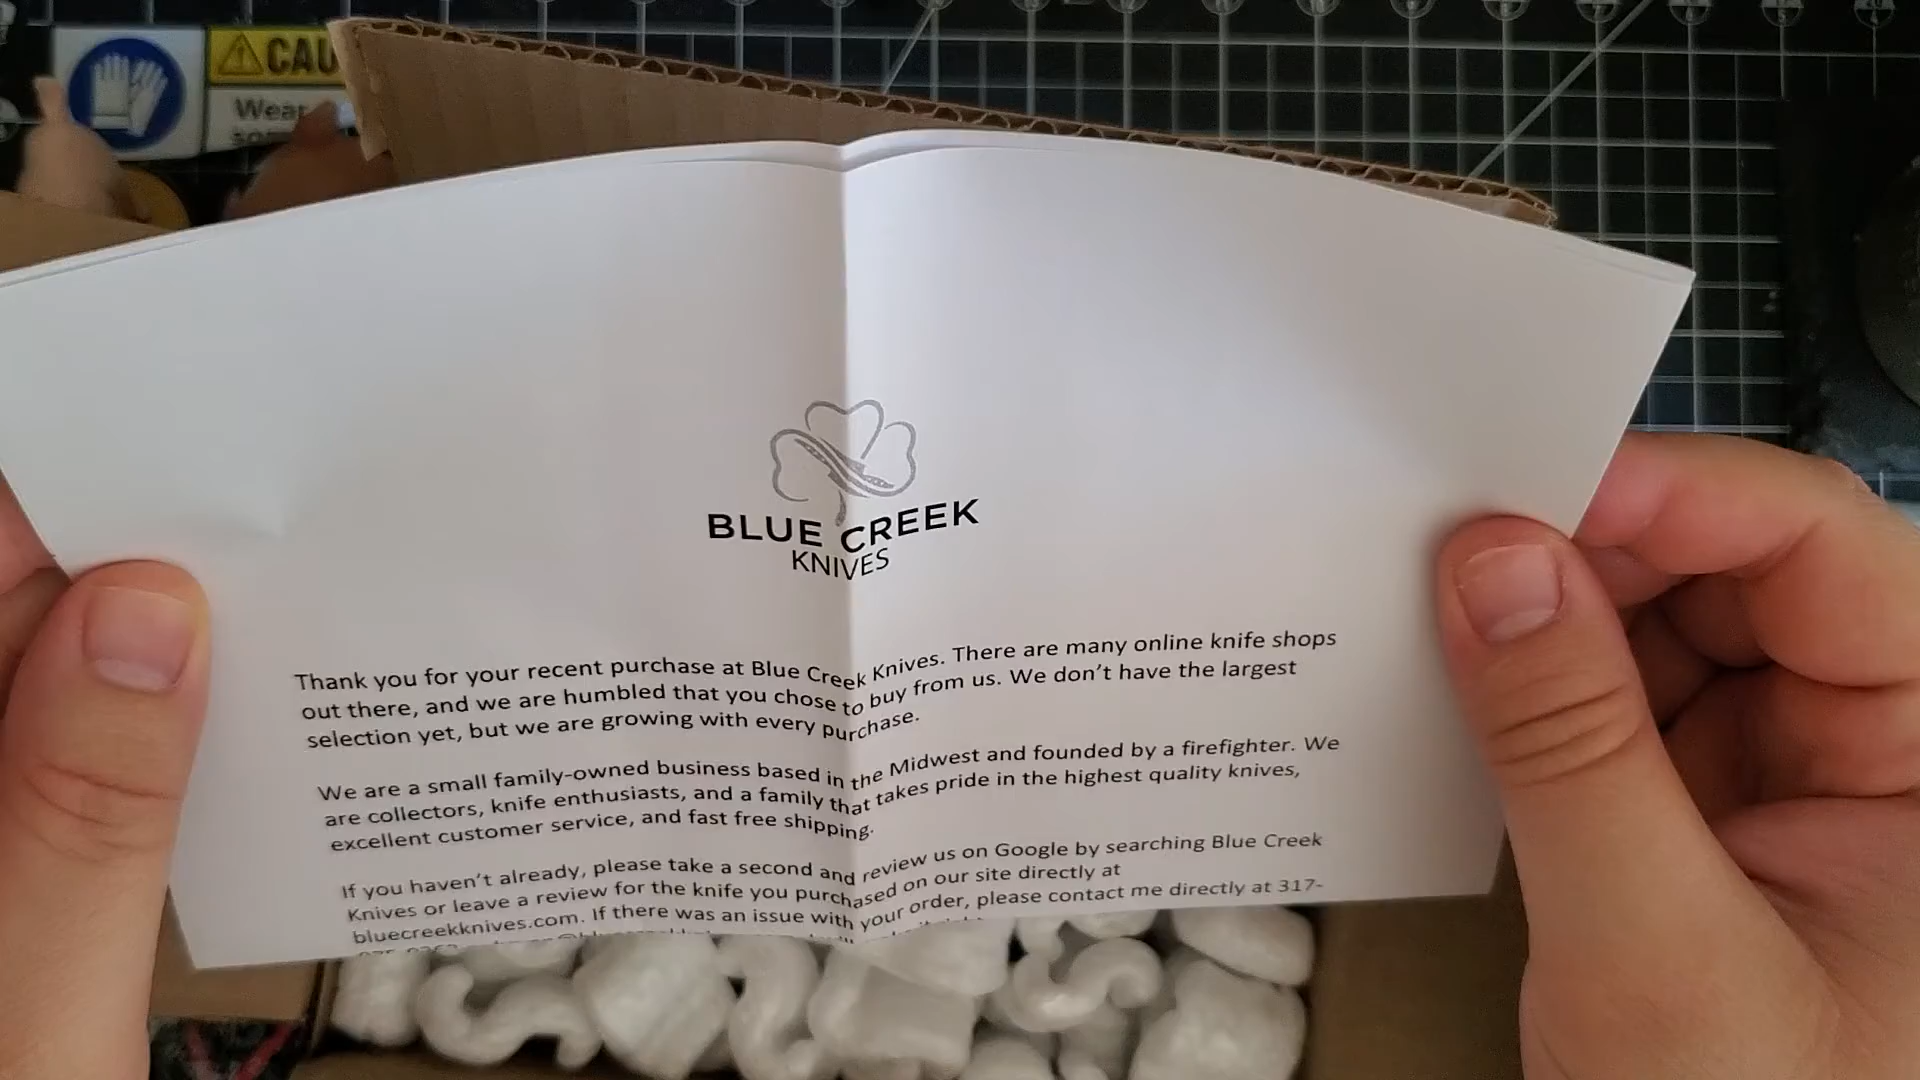 CAU
Wear
BLUE CREEK
KNIVES
Thank you for your recent purchase at Blue Creek Knives. There are many online knife shops
out there, and we are humbled that you chose to buy from us. We don't have the largest
selection yet, but we are growing with every purchase.
We are a small family-owned business based in the Midwest and founded by a firefighter. We
are collectors, knife enthusiasts, and a family that takes pride in the highest quality knives,
excellent customer service, and fast free shipping.
If you haven't already, please take a second and review us on Google by searching Blue Creek
Knives or leave a review for the knife you purchased on our site directly at
bluecreekknives.com. If there was an issue with your order, please contact me directly at 317-